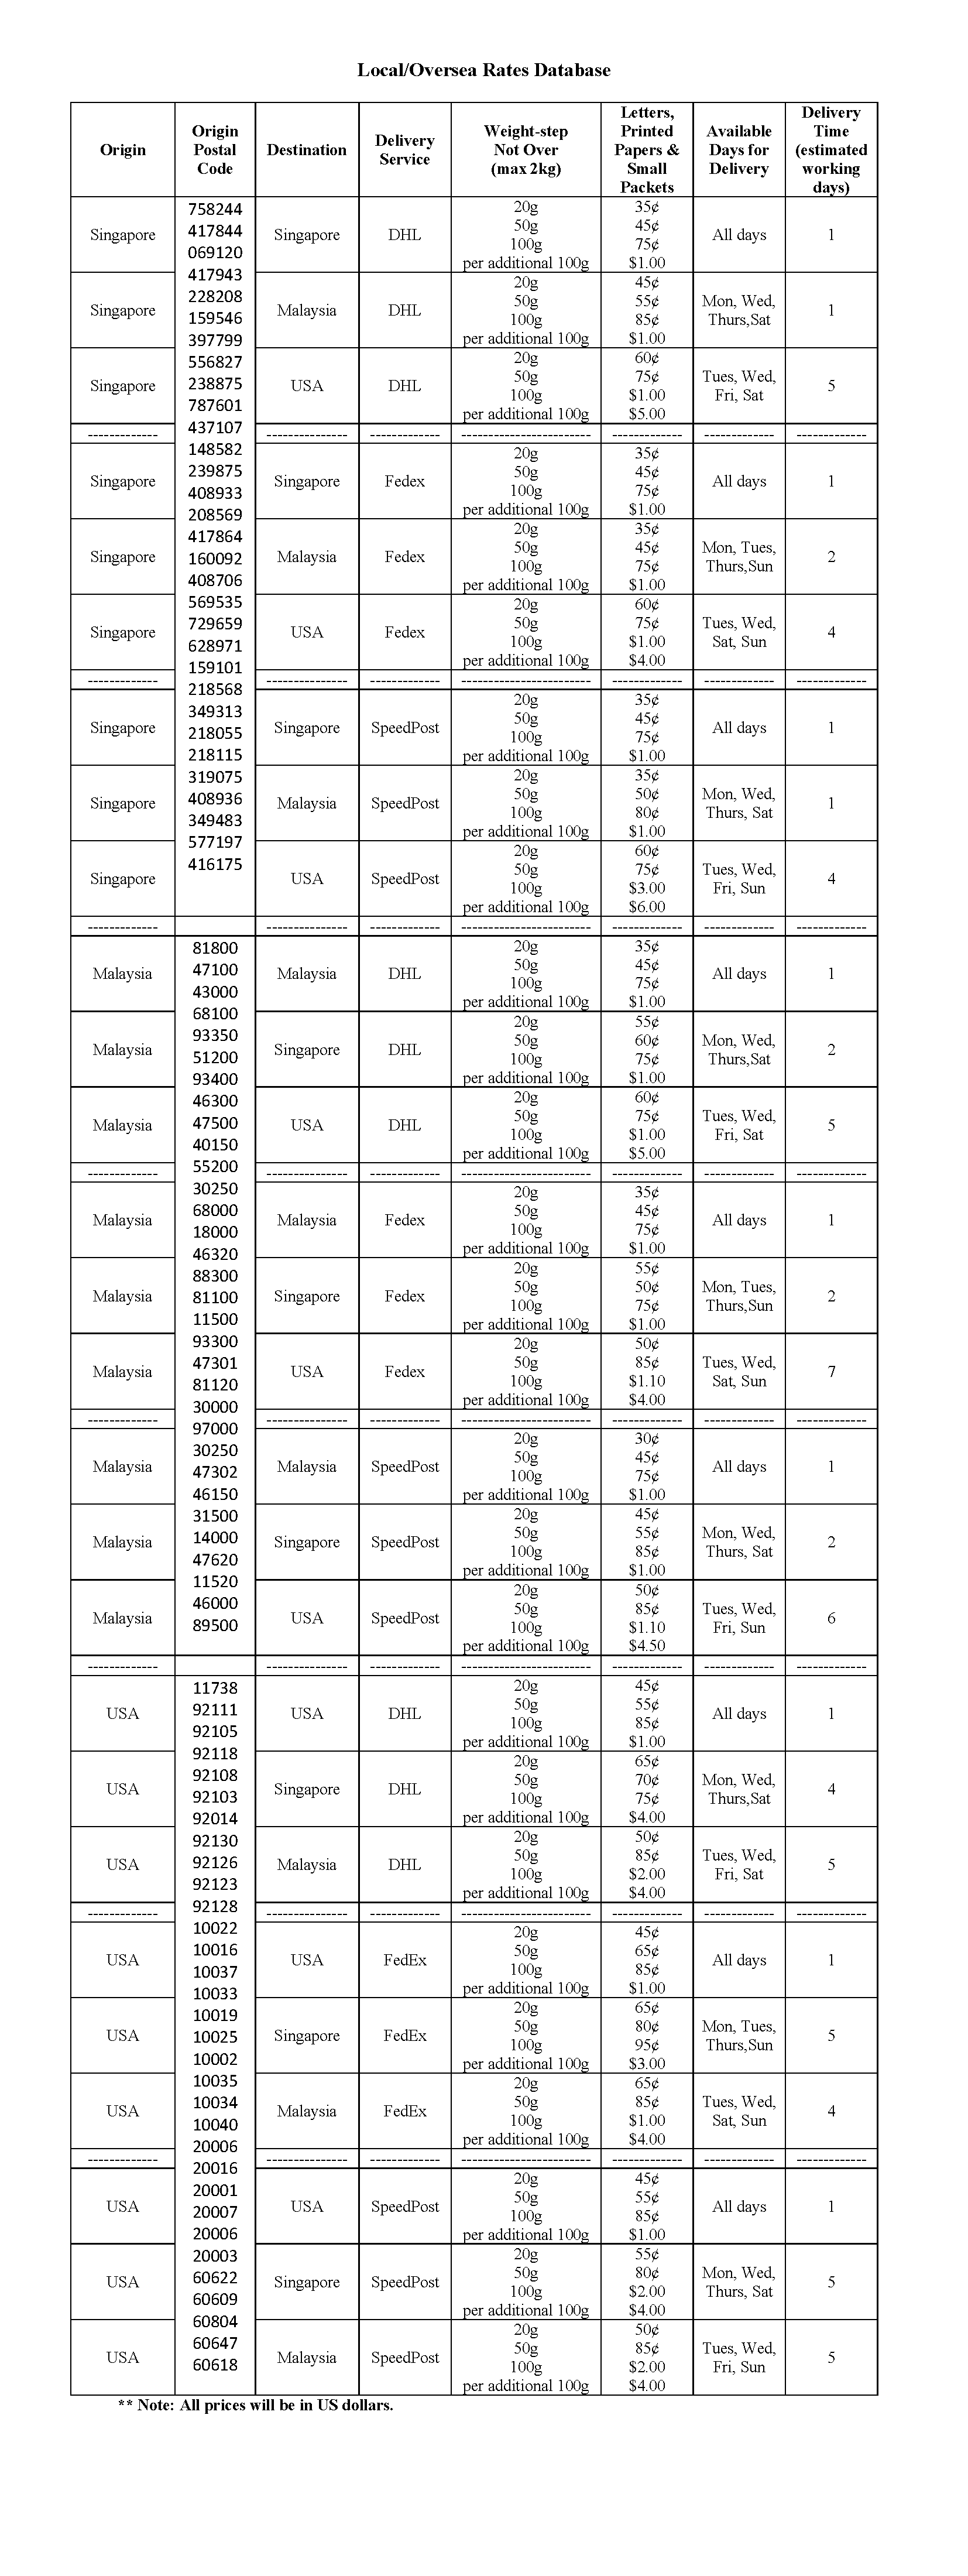 Local/Oversea Rates Database
Origin
Origin
Postal
Code
Destination
Delivery
Service
Weight-step
Not Over
(max 2kg)
Letters,
Printed
Papers &
Small
Packets
Available
Days for
Delivery
Delivery
Time
(estimated
working
days)
Singapore
758244
417844
069120
417943
228208
159546
397799
556827
238875
787601
437107
148582
239875
408933
208569
417864
160092
408706
569535
729659
628971
159101
218568
349313
218055
218115
319075
408936
349483
577197
416175
Singapore
DHL
20g
50g
100g
per additional 100g
35¢
45¢
75¢
$1.00
All days
1
Singapore
Malaysia
DHL
20g
50g
100g
per additional 100g
45¢
55¢
85¢
$1.00
Mon, Wed,
Thurs,Sat
1
Singapore
USA
DHL
20g
50g
100g
per additional 100g
60¢
75¢
$1.00
$5.00
Tues, Wed,
Fri, Sat
5
Singapore
Singapore
Fedex
20g
50g
100g
per additional 100g
35¢
45¢
75¢
$1.00
All days
1
Singapore
Malaysia
Fedex
20g
50g
100g
per additional 100g
35¢
45¢
75¢
$1.00
Mon, Tues,
Thurs,Sun
2
Singapore
USA
Fedex
20g
50g
100g
per additional 100g
60¢
75¢
$1.00
$4.00
Tues, Wed,
Sat, Sun
4
Singapore
Singapore
SpeedPost
20g
50g
100g
per additional 100g
35¢
45¢
75¢
$1.00
All days
1
Singapore
Malaysia
SpeedPost
20g
50g
100g
per additional 100g
35¢
50¢
80¢
$1.00
Mon, Wed,
Thurs, Sat
1
Singapore
USA
SpeedPost
20g
50g
100g
per additional 100g
60¢
75¢
$3.00
$6.00
Tues, Wed,
Fri, Sun
4
Malaysia
81800
47100
43000
68100
93350
51200
93400
46300
47500
40150
55200
30250
68000
18000
46320
88300
81100
11500
93300
47301
81120
30000
97000
30250
47302
46150
31500
14000
47620
11520
46000
89500
Malaysia
DHL
20g
50g
100g
per additional 100g
35¢
45¢
75¢
$1.00
All days
1
Malaysia
Singapore
DHL
20g
50g
100g
per additional 100g
55¢
60¢
75¢
$1.00
Mon, Wed,
Thurs,Sat
2
Malaysia
USA
DHL
20g
50g
100g
per additional 100g
60¢
75¢
$1.00
$5.00
Tues, Wed,
Fri, Sat
5
Malaysia
Malaysia
Fedex
20g
50g
100g
per additional 100g
35¢
45¢
75¢
$1.00
All days
1
Malaysia
Singapore
Fedex
20g
50g
100g
per additional 100g
55¢
50¢
75¢
$1.00
Mon, Tues,
Thurs,Sun
2
Malaysia
USA
Fedex
20g
50g
100g
per additional 100g
50¢
85¢
$1.10
$4.00
Tues, Wed,
Sat, Sun
7
Malaysia
Malaysia
SpeedPost
20g
50g
100g
per additional 100g
30¢
45¢
75¢
$1.00
All days
1
Malaysia
Singapore
SpeedPost
20g
50g
100g
per additional 100g
45¢
55¢
85¢
$1.00
Mon, Wed,
Thurs, Sat
2
Malaysia
USA
SpeedPost
20g
50g
100g
per additional 100g
50¢
85¢
$1.10
$4.50
Tues, Wed,
Fri, Sun
6
USA
11738
92111
92105
92118
92108
92103
92014
92130
92126
92123
92128
10022
10016
10037
10033
10019
10025
10002
10035
10034
10040
20006
20016
20001
20007
20006
20003
60622
60609
60804
60647
60618
USA
DHL
20g
50g
100g
per additional 100g
45¢
55¢
85¢
$1.00
All days
1
USA
Singapore
DHL
20g
50g
100g
per additional 100g
65¢
70¢
75¢
$4.00
Mon, Wed,
Thurs,Sat
4
USA
Malaysia
DHL
20g
50g
100g
per additional 100g
50¢
85¢
$2.00
$4.00
Tues, Wed,
Fri, Sat
5
USA
USA
FedEx
20g
50g
100g
per additional 100g
45¢
65¢
85¢
$1.00
All days
1
USA
Singapore
FedEx
20g
50g
100g
per additional 100g
65¢
80¢
95¢
$3.00
Mon, Tues,
Thurs,Sun
5
USA
Malaysia
FedEx
20g
50g
100g
per additional 100g
65¢
85¢
$1.00
$4.00
Tues, Wed,
Sat, Sun
4
USA
USA
SpeedPost
20g
50g
100g
per additional 100g
45¢
55¢
85¢
$1.00
All days
1
USA
Singapore
SpeedPost
20g
50g
100g
per additional 100g
55¢
80¢
$2.00
$4.00
Mon, Wed,
Thurs, Sat
5
USA
Malaysia
SpeedPost
20g
50g
100g
per additional 100g
50¢
85¢
$2.00
$4.00
Tues, Wed,
Fri, Sun
5
** Note: All prices will be in US dollars.